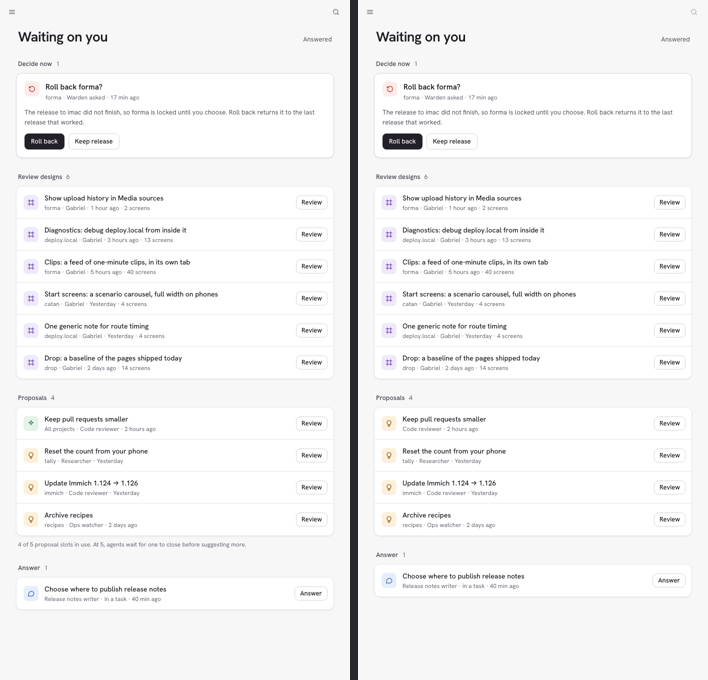 Waiting on you
Answered
Decide now 1
Roll back forma?
forma · Warden asked · 17 min ago
The release to imac did not finish, so forma is locked until you choose. Roll back returns it to the last
release that worked.
Roll back
Keep release
Review designs 6
Show upload history in Media sources
forma · Gabriel · 1 hour ago · 2 screens
Review
Diagnostics: debug deploy.local from inside it
deploy.local · Gabriel · 3 hours ago · 13 screens
Review
Clips: a feed of one-minute clips, in its own tab
forma · Gabriel · 5 hours ago · 40 screens
Review
Start screens: a scenario carousel, full width on phones
catan · Gabriel · Yesterday · 4 screens
Review
One generic note for route timing
deploy.local · Gabriel · Yesterday · 4 screens
Review
Drop: a baseline of the pages shipped today
drop · Gabriel · 2 days ago · 14 screens
Review
Proposals 4
Keep pull requests smaller
All projects · Code reviewer · 2 hours ago
Review
Reset the count from your phone
tally · Researcher · Yesterday
Review
Update Immich 1.124 → 1.126
immich · Code reviewer · Yesterday
Review
Archive recipes
recipes · Ops watcher · 2 days ago
Review
4 of 5 proposal slots in use. At 5, agents wait for one to close before suggesting more.
Answer 1
Choose where to publish release notes
Release notes writer · in a task · 40 min ago
Answer
Waiting on you
Answered
Decide now 1
Roll back forma?
forma · Warden asked · 17 min ago
The release to imac did not finish, so forma is locked until you choose. Roll back returns it to the last
release that worked.
Roll back
Keep release
Review designs 6
Show upload history in Media sources
forma · Gabriel · 1 hour ago · 2 screens
Review
Diagnostics: debug deploy.local from inside it
deploy.local · Gabriel · 3 hours ago · 13 screens
Review
Clips: a feed of one-minute clips, in its own tab
forma · Gabriel · 5 hours ago · 40 screens
Review
Start screens: a scenario carousel, full width on phones
catan · Gabriel · Yesterday · 4 screens
Review
One generic note for route timing
deploy.local · Gabriel · Yesterday · 4 screens
Review
Drop: a baseline of the pages shipped today
drop · Gabriel · 2 days ago · 14 screens
Review
Proposals 4
Keep pull requests smaller
Code reviewer · 2 hours ago
Review
Reset the count from your phone
tally · Researcher · Yesterday
Review
Update Immich 1.124 → 1.126
immich · Code reviewer · Yesterday
Review
Archive recipes
recipes · Ops watcher · 2 days ago
Review
Answer 1
Choose where to publish release notes
Release notes writer · in a task · 40 min ago
Answer